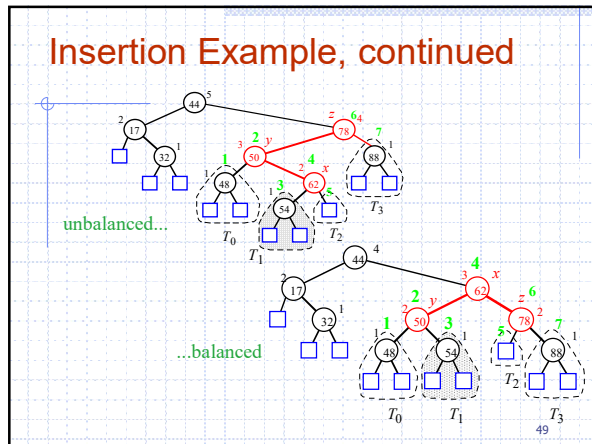 Insertion Example, continued
5
44
z 6 4
2 17
78 7
2
3 50 y
32 1
88 1
1
4
1 48
2 62 x
3
5
1 54
T3
unbalanced...
T0
T2
T1
44 4
4
3 62 x
2 17
2
z 6
2 50 y
78 2
32 1
1
3
5
7
...balanced
1 48
54 1
88 1
T2
T0
T1
T3
49